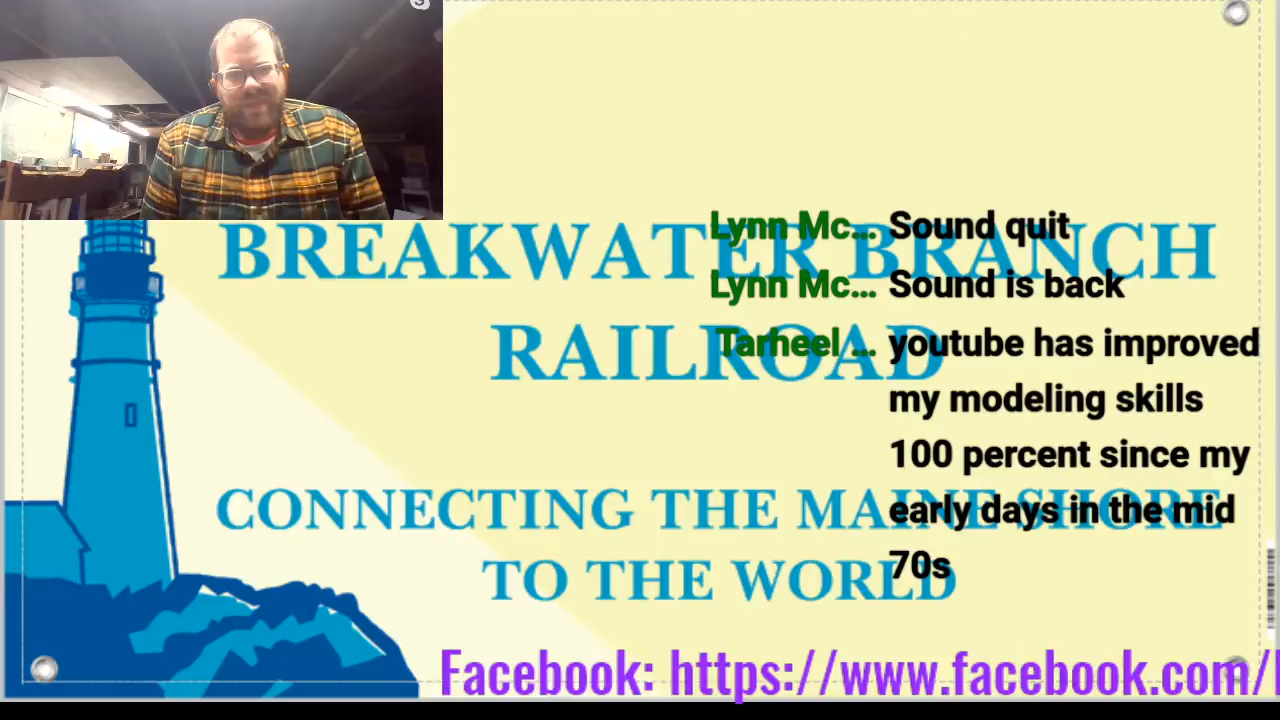 BREAKWATER BRANCH
RAILROAD
CONNECTING THE MAINE SHORE
TO THE WORLD
Lynn Mc... Sound quit
Lynn Mc... Sound is back
Tarheel ... youtube has improved
my modeling skills
100 percent since my
early days in the mid
70s
Facebook: https://www.facebook.com/